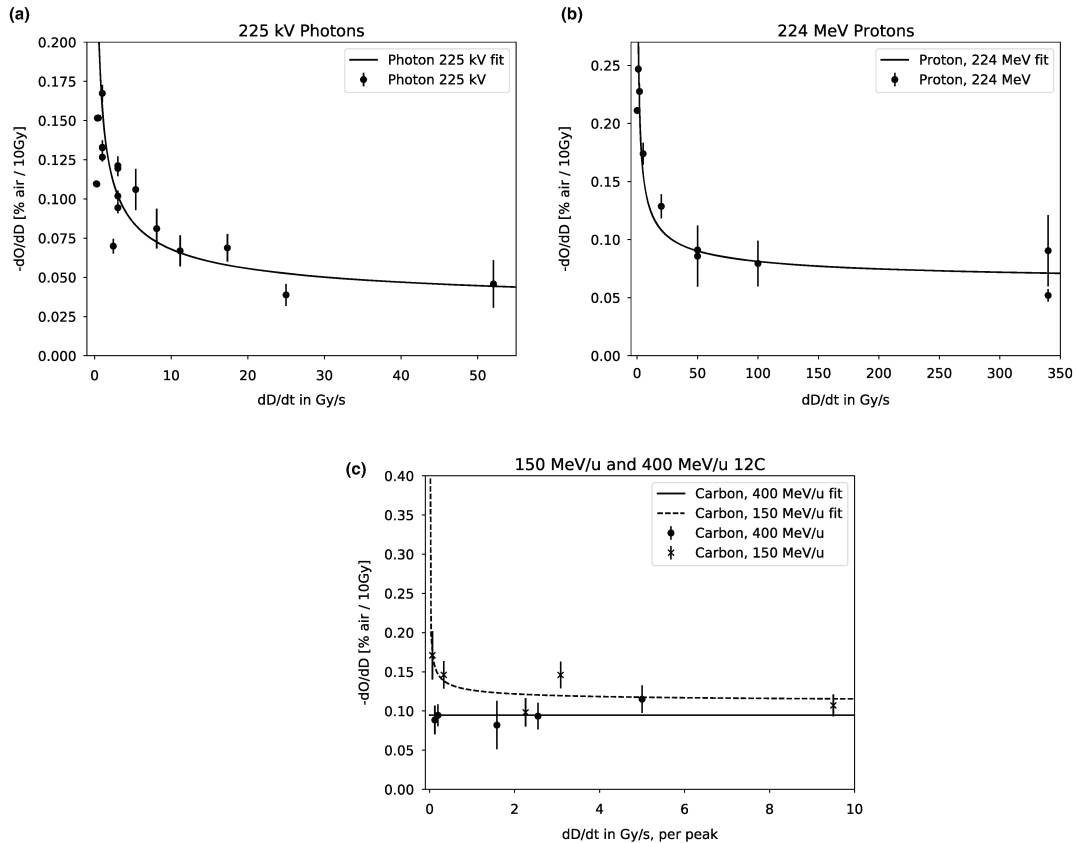 (a)
225 kV Photons
Photon 225 kV fit
Photon 225 kV
0.200
0.175
0.150
0.125
0.100
0.075
0.050
0.025
0.000
-dO/dD [% air / 10Gy]
0 10 20 30 40 50
dD/dt in Gy/s
(b)
224 MeV Protons
Proton, 224 MeV fit
Proton, 224 MeV
0.25
0.20
0.15
0.10
0.05
0.00
-dO/dD [% air / 10Gy]
0 50 100 150 200 250 300 350
dD/dt in Gy/s
(c)
150 MeV/u and 400 MeV/u 12C
Carbon, 400 MeV/u fit
Carbon, 150 MeV/u fit
Carbon, 400 MeV/u
Carbon, 150 MeV/u
0.40
0.35
0.30
0.25
0.20
0.15
0.10
0.05
0.00
-dO/dD [% air / 10Gy]
0 2 4 6 8 10
dD/dt in Gy/s, per peak